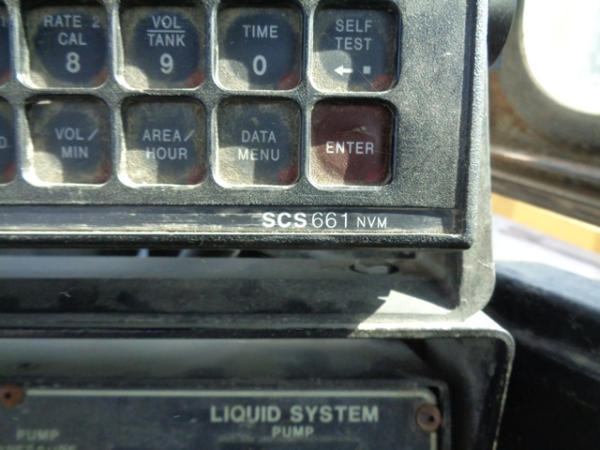 RATE 2
CAL
8
VOL
TANK
9
TIME
0
SELF
TEST
VOL/
MIN
AREA/
HOUR
DATA
MENU
ENTER
SCS 661 NVM
LIQUID SYSTEM
PUMP
PUMP